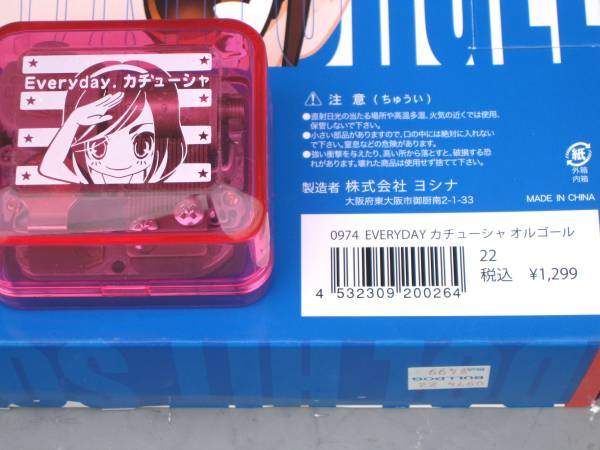 Everyday、カチューシャ
注 意 (ちゅうい)
●直射日光の当たる場所や高温多湿、火気の近くでは使用、
保管しないで下さい。
●小さい部品がありますので、口の中には絶対に入れない
で下さい。窒息などの危険があります。
●強い衝撃を与えたり、高い所から落とすと、破損する恐
れがあります。壊れた商品は使用せず捨てて下さい。
紙
外箱
内箱
製造者 株式会社 ヨシナ
大阪府東大阪市御厨南2-1-33
MADE IN CHINA
0974 EVERYDAY カチューシャ オルゴール
22
税込 ¥1,299
4 532309 200264
BULLDOG
0974 22